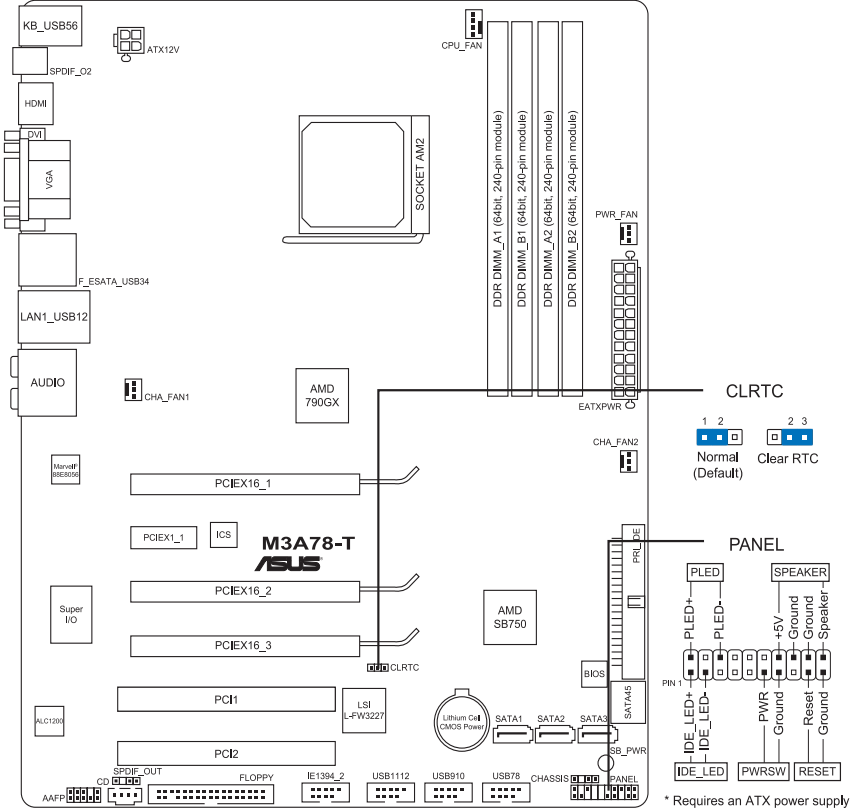 KB_USB56
ATX12V
CPU_FAN
SPDIF_O2
HDMI
DVI
VGA
SOCKET AM2
DDR DIMM_A1 (64bit, 240-pin module)
DDR DIMM_B1 (64bit, 240-pin module)
DDR DIMM_A2 (64bit, 240-pin module)
DDR DIMM_B2 (64bit, 240-pin module)
PWR_FAN
F_ESATA_USB34
LAN1_USB12
AUDIO
CHA_FAN1
AMD
790GX
EATXPWR
CLRTC
1 2
2 3
Normal
(Default)
Clear RTC
CHA_FAN2
Marvell®
88E8056
PCIEX16_1
PCIEX1_1
ICS
M3A78-T
ASUS
PRI_IDE
PANEL
PLED
SPEAKER
PLED+
PLED-
+5V
Ground
Ground
Speaker
PIN 1
IDE_LED+
IDE_LED-
PWR
Ground
Reset
Ground
IDE_LED
PWRSW
RESET
* Requires an ATX power supply
Super
I/O
PCIEX16_2
AMD
SB750
PCIEX16_3
CLRTC
BIOS
SATA45
ALC1200
PCI1
LSI
L-FW3227
Lithium Cell
CMOS Power
SATA1
SATA2
SATA3
PCI2
SB_PWR
AAFP
CD
SPDIF_OUT
FLOPPY
IE1394_2
USB1112
USB910
USB78
CHASSIS
PANEL